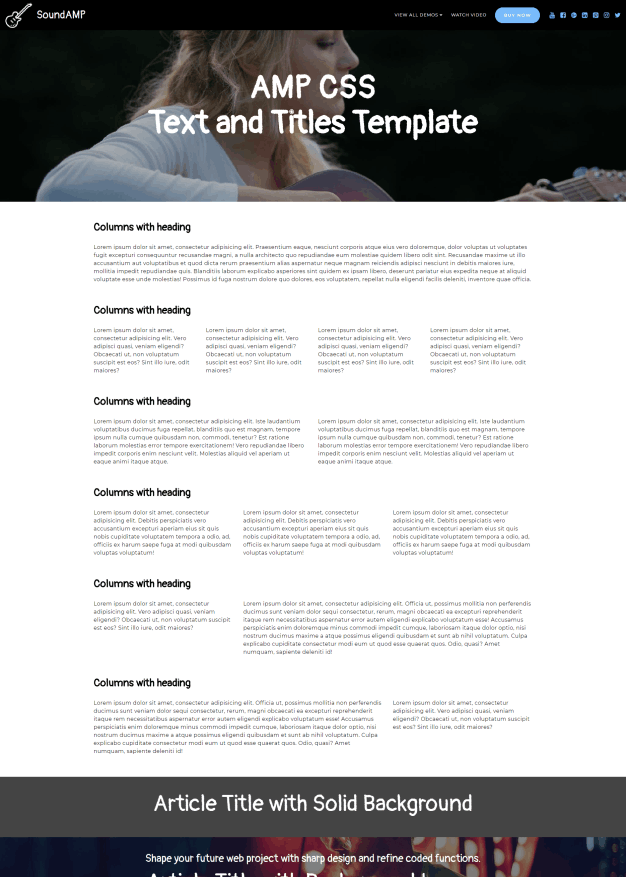 SoundAMP
VIEW ALL DEMOS WATCH VIDEO BUY NOW
AMP CSS
Text and Titles Template
Columns with heading
Lorem ipsum dolor sit amet, consectetur adipisicing elit. Praesentium eaque, nesciunt corporis atque eius vero doloremque, dolor voluptas ut voluptates
fugit excepturi consequuntur recusandae magni, a nulla architecto quo repudiandae eum molestiae quidem libero sint. Recusandae maxime ut illo
accusantium aut voluptatibus et quod dicta rerum praesentium alias aspernatur neque magnam reiciendis adipisci nesciunt in debitis maiores iure,
mollitia impedit repudiandae quis. Blanditiis laborum explicabo asperiores sint quidem ex ipsam libero, deserunt pariatur eius expedita neque at aliquid
voluptate esse unde molestias! Possimus id fuga nostrum dolore quo dolores, eos voluptatem, repellat nulla eligendi facilis deleniti, inventore quae officia.
Columns with heading
Lorem ipsum dolor sit amet,
consectetur adipisicing elit. Vero
adipisci quasi, veniam eligendi?
Obcaecati ut, non voluptatum
suscipit est eos? Sint illo iure, odit
maiores?
Lorem ipsum dolor sit amet,
consectetur adipisicing elit. Vero
adipisci quasi, veniam eligendi?
Obcaecati ut, non voluptatum
suscipit est eos? Sint illo iure, odit
maiores?
Lorem ipsum dolor sit amet,
consectetur adipisicing elit. Vero
adipisci quasi, veniam eligendi?
Obcaecati ut, non voluptatum
suscipit est eos? Sint illo iure, odit
maiores?
Lorem ipsum dolor sit amet,
consectetur adipisicing elit. Vero
adipisci quasi, veniam eligendi?
Obcaecati ut, non voluptatum
suscipit est eos? Sint illo iure, odit
maiores?
Columns with heading
Lorem ipsum dolor sit amet, consectetur adipisicing elit. Iste laudantium
voluptatibus ducimus fuga repellat, blanditiis quo est magnam, tempore
ipsum nulla cumque quibusdam non, commodi, tenetur? Est ratione
laborum molestias error tempore exercitationem! Vero repudiandae libero
impedit corporis enim nesciunt velit. Molestias vel aperiam ut
eaque animi itaque atque.
Lorem ipsum dolor sit amet, consectetur adipisicing elit. Iste laudantium
voluptatibus ducimus fuga repellat, blanditiis quo est magnam, tempore
ipsum nulla cumque quibusdam non, commodi, tenetur? Est ratione
laborum molestias error tempore exercitationem! Vero repudiandae libero
impedit corporis enim nesciunt velit. Molestias vel aperiam ut
eaque animi itaque atque.
Columns with heading
Lorem ipsum dolor sit amet, consectetur
adipisicing elit. Debitis perspiciatis vero
accusantium excepturi aperiam eius sit quis
nobis cupiditate voluptatem tempore a odio, ad,
officiis ex harum saepe fuga at modi quibusdam
voluptas voluptatum!
Lorem ipsum dolor sit amet, consectetur
adipisicing elit. Debitis perspiciatis vero
accusantium excepturi aperiam eius sit quis
nobis cupiditate voluptatem tempore a odio, ad,
officiis ex harum saepe fuga at modi quibusdam
voluptas voluptatum!
Lorem ipsum dolor sit amet, consectetur
adipisicing elit. Debitis perspiciatis vero
accusantium excepturi aperiam eius sit quis
nobis cupiditate voluptatem tempore a odio, ad,
officiis ex harum saepe fuga at modi quibusdam
voluptas voluptatum!
Columns with heading
Lorem ipsum dolor sit amet, consectetur
adipisicing elit. Vero adipisci quasi, veniam
eligendi? Obcaecati ut, non voluptatum suscipit
est eos? Sint illo iure, odit maiores?
Lorem ipsum dolor sit amet, consectetur adipisicing elit. Officia ut, possimus mollitia non perferendis
ducimus sunt veniam dolor sequi consectetur, rerum, magni obcaecati ea excepturi reprehenderit
itaque rem necessitatibus aspernatur error autem eligendi explicabo voluptatum esse! Accusamus
perspiciatis enim doloremque minus commodi impedit cumque, laboriosam itaque dolor optio, nisi
nostrum ducimus maxime a atque possimus eligendi quibusdam et sunt ab nihil voluptatum. Culpa
explicabo cupiditate consectetur modi eum ut quod esse quaerat quos. Odio, quasi? Amet
numquam, sapiente deleniti id!
Columns with heading
Lorem ipsum dolor sit amet, consectetur adipisicing elit. Officia ut, possimus mollitia non perferendis
ducimus sunt veniam dolor sequi consectetur, rerum, magni obcaecati ea excepturi reprehenderit
itaque rem necessitatibus aspernatur error autem eligendi explicabo voluptatum esse! Accusamus
perspiciatis enim doloremque minus commodi impedit cumque, laboriosam itaque dolor optio, nisi
nostrum ducimus maxime a atque possimus eligendi quibusdam et sunt ab nihil voluptatum. Culpa
explicabo cupiditate consectetur modi eum ut quod esse quaerat quos. Odio, quasi? Amet
numquam, sapiente deleniti id!
Lorem ipsum dolor sit amet, consectetur
adipisicing elit. Vero adipisci quasi, veniam
eligendi? Obcaecati ut, non voluptatum suscipit
est eos? Sint illo iure, odit maiores?
Article Title with Solid Background
Shape your future web project with sharp design and refine coded functions.
Article Title with Background